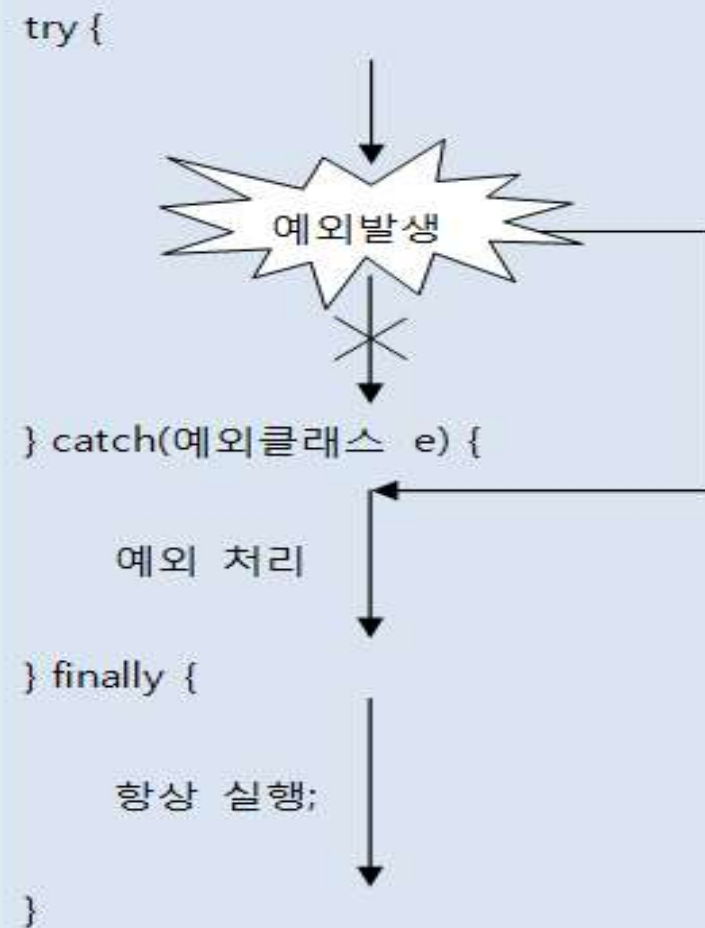 try {
예외발생
} catch(예외클래스 e) {
예외 처리
} finally {
항상 실행;
}